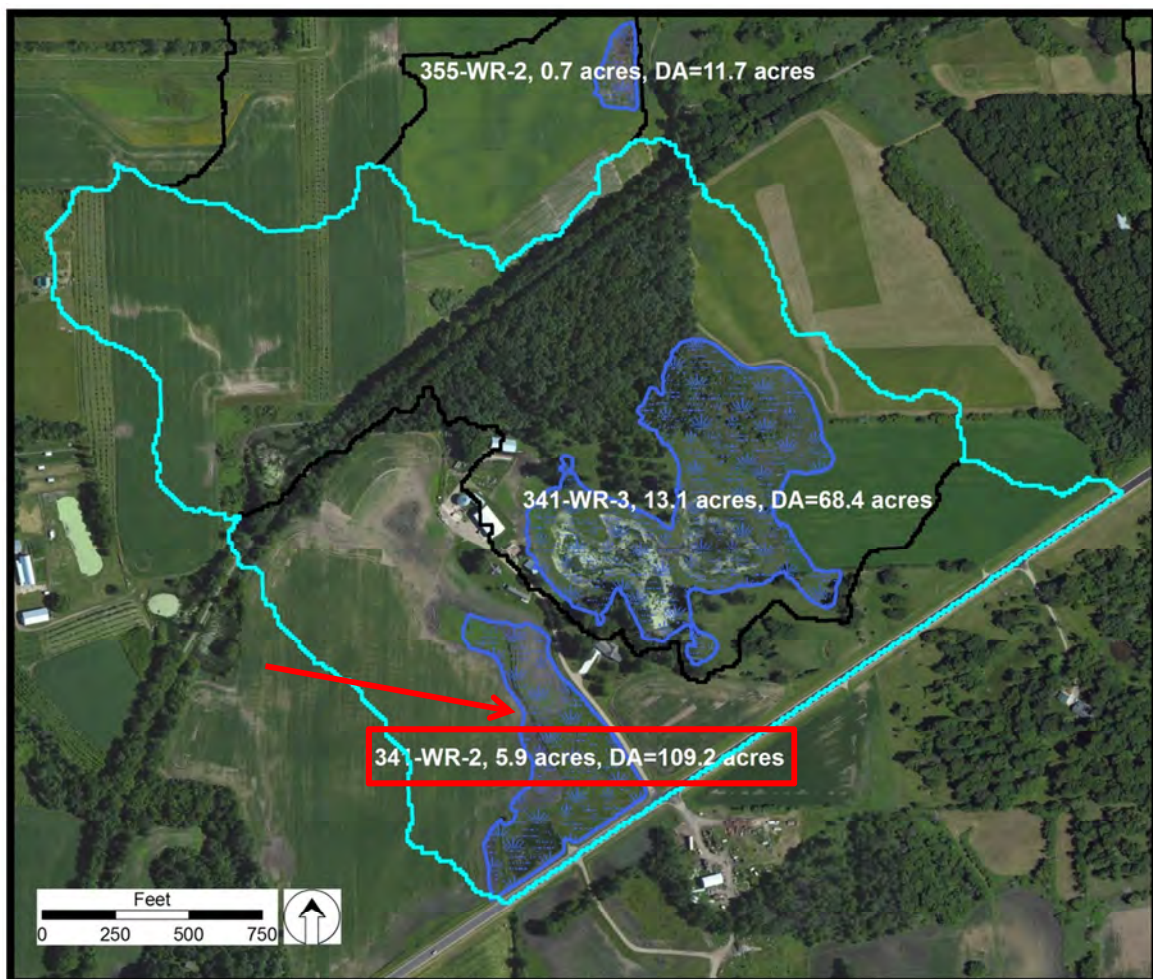 355-WR-2, 0.7 acres, DA=11.7 acres
341-WR-3, 13.1 acres, DA=68.4 acres
341-WR-2, 5.9 acres, DA=109.2 acres
Feet
0 250 500 750